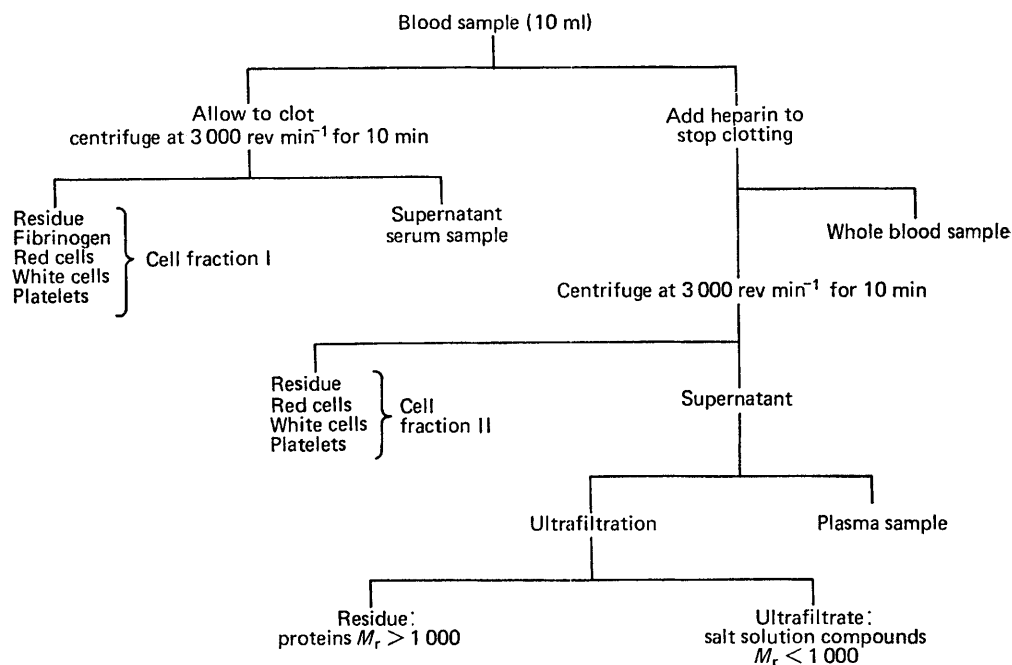 Blood sample (10 ml)
Allow to clot
centrifuge at 3 000 rev min⁻¹ for 10 min
Add heparin to
stop clotting
Residue
Fibrinogen
Red cells
White cells
Platelets
Cell fraction I
Supernatant
serum sample
Whole blood sample
Centrifuge at 3 000 rev min⁻¹ for 10 min
Residue
Red cells
White cells
Platelets
Cell
fraction II
Supernatant
Ultrafiltration
Plasma sample
Residue:
proteins Mr > 1 000
Ultrafiltrate:
salt solution compounds
Mr < 1 000